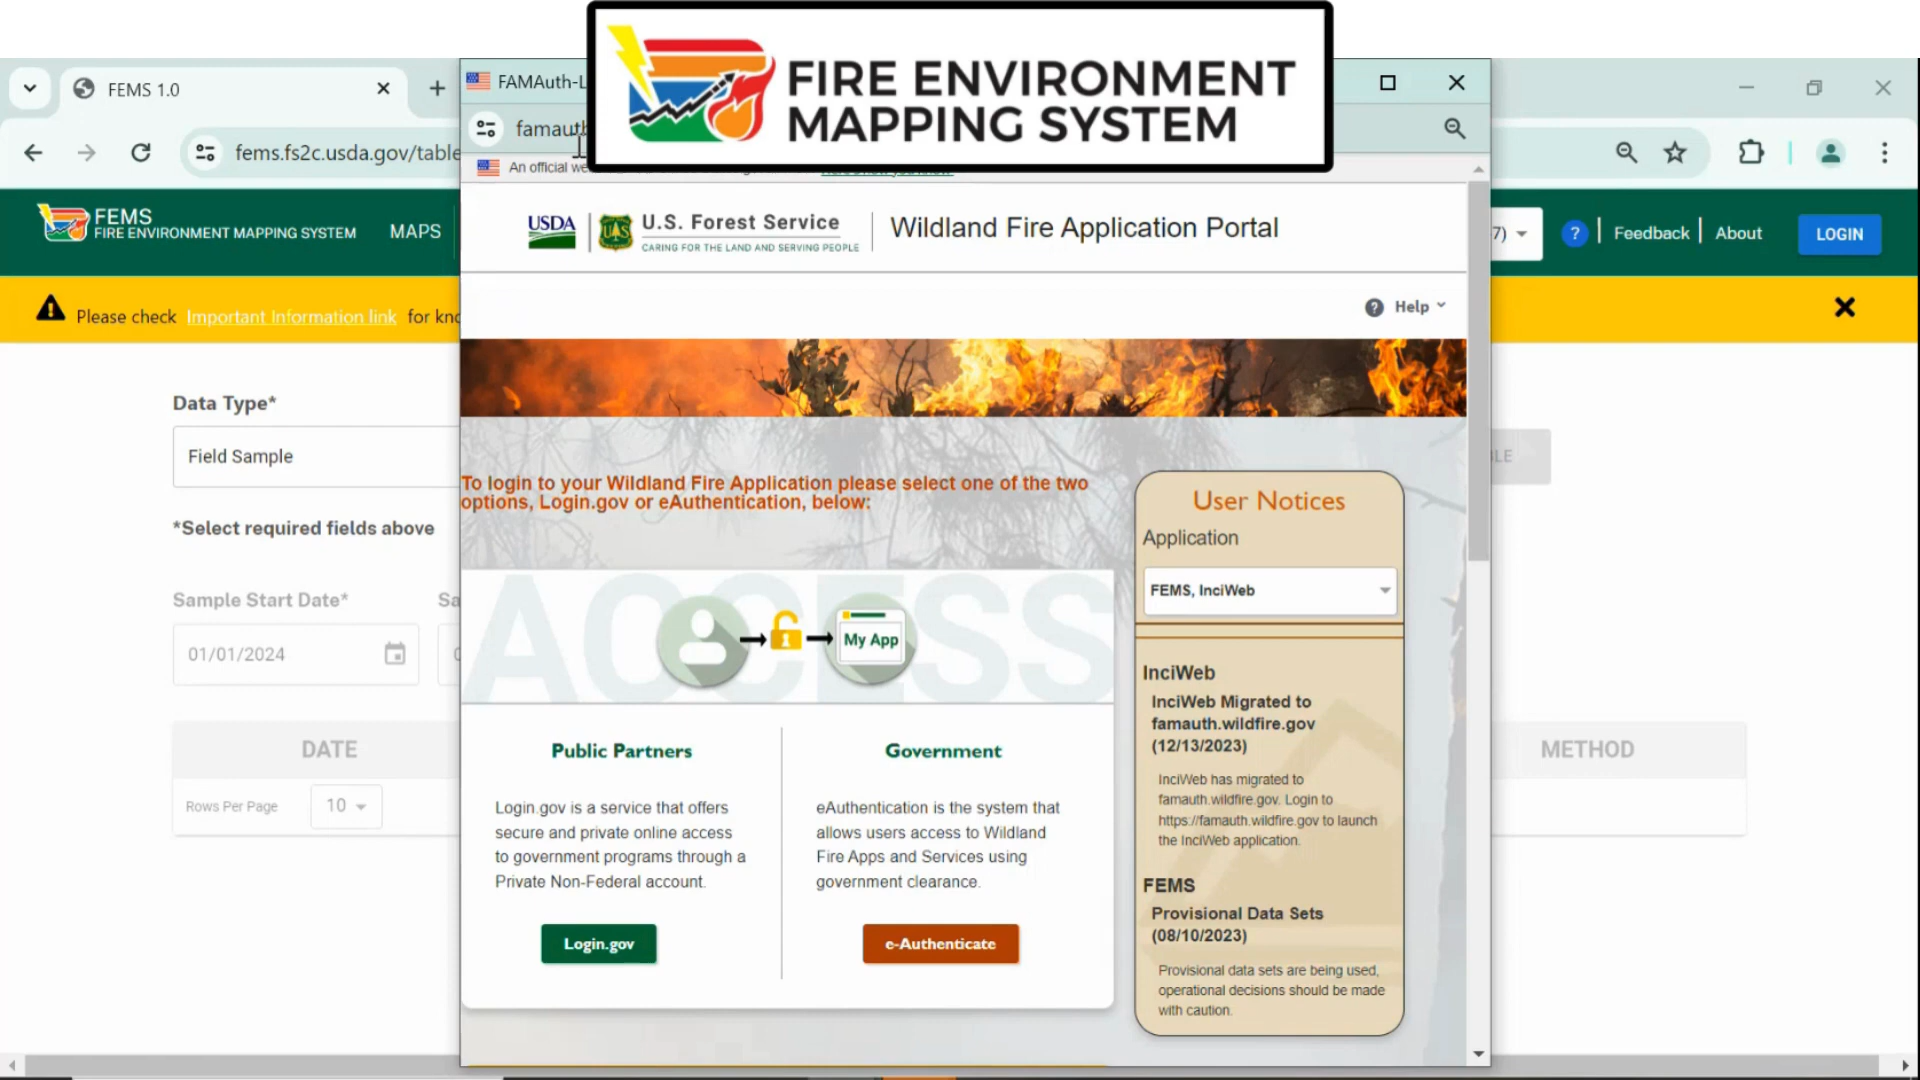 FIRE ENVIRONMENT
MAPPING SYSTEM
FEMS 1.0
FAMAuth-L
fems.fs2c.usda.gov/table
famauth
An official we
FEMS
FIRE ENVIRONMENT MAPPING SYSTEM
MAPS
7)
?
Feedback
About
LOGIN
USDA
UAS
U.S. Forest Service
CARING FOR THE LAND AND SERVING PEOPLE
Wildland Fire Application Portal
Please check Important Information link for kno
? Help
Data Type*
Field Sample
*Select required fields above
Sample Start Date*
Sa
01/01/2024
DATE
METHOD
Rows Per Page
10
To login to your Wildland Fire Application please select one of the two
options, Login.gov or eAuthentication, below:
ACCESS
My App
Public Partners
Login.gov is a service that offers
secure and private online access
to government programs through a
Private Non-Federal account.
Login.gov
Government
eAuthentication is the system that
allows users access to Wildland
Fire Apps and Services using
government clearance.
e-Authenticate
User Notices
Application
FEMS, InciWeb
InciWeb
InciWeb Migrated to
famauth.wildfire.gov
(12/13/2023)
InciWeb has migrated to
famauth.wildfire.gov. Login to
https://famauth.wildfire.gov to launch
the InciWeb application.
FEMS
Provisional Data Sets
(08/10/2023)
Provisional data sets are being used,
operational decisions should be made
with caution.